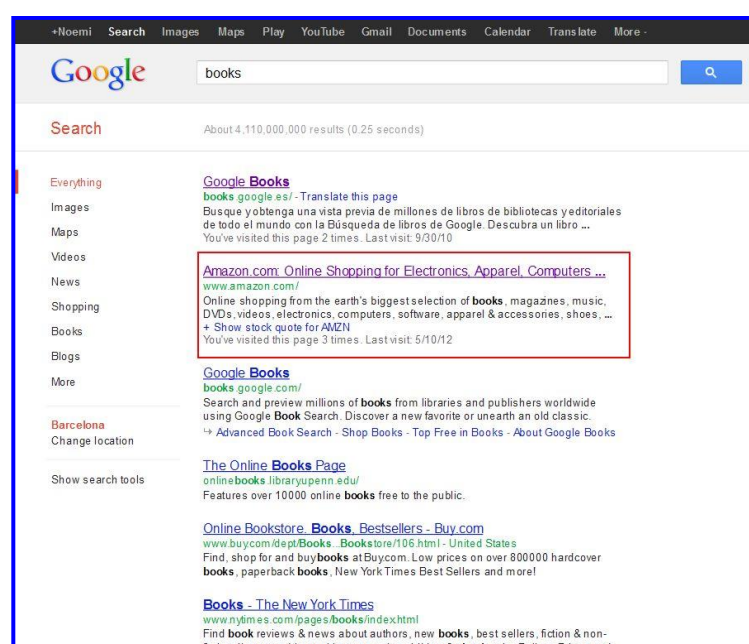 +Noemi Search Images Maps Play YouTube Gmail Documents Calendar Translate More -
Google
books
Search
About 4,110,000,000 results (0.25 seconds)
Everything
Images
Maps
Videos
News
Shopping
Books
Blogs
More
Barcelona
Change location
Show search tools
Google Books
books.google.es/ - Translate this page
Busque y obtenga una vista previa de millones de libros de bibliotecas y editoriales
de todo el mundo con la Búsqueda de libros de Google. Descubra un libro ...
You've visited this page 2 times. Last visit: 9/30/10
Amazon.com: Online Shopping for Electronics, Apparel, Computers ...
www.amazon.com/
Online shopping from the earth's biggest selection of books, magazines, music,
DVDs, videos, electronics, computers, software, apparel & accessories, shoes, ...
+ Show stock quote for AMZN
You've visited this page 3 times. Last visit: 5/10/12
Google Books
books.google.com/
Search and preview millions of books from libraries and publishers worldwide
using Google Book Search. Discover a new favorite or unearth an old classic.
↳ Advanced Book Search - Shop Books - Top Free in Books - About Google Books
The Online Books Page
onlinebooks.library.upenn.edu/
Features over 10000 online books free to the public.
Online Bookstore. Books, Bestsellers - Buy.com
www.buy.com/dept/Books...Bookstore/106.html - United States
Find, shop for and buy books at Buy.com. Low prices on over 800000 hardcover
books, paperback books, New York Times Best Sellers and more!
Books - The New York Times
www.nytimes.com/pages/books/index.html
Find book reviews & news about authors, new books, best sellers, fiction & non-